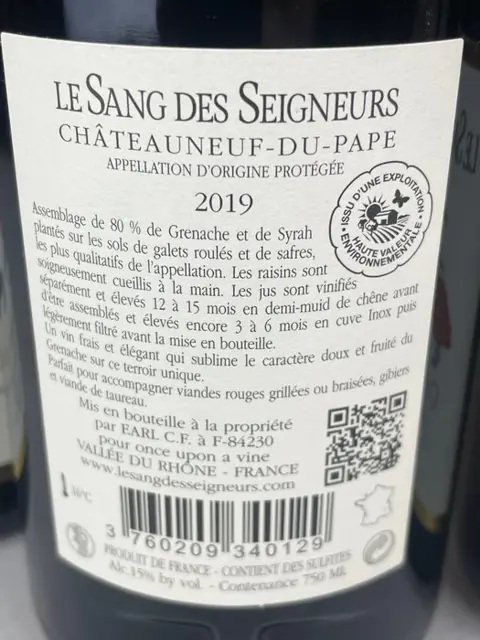 LE SANG DES SEIGNEURS
CHÂTEAUNEUF-DU-PAPE
APPELLATION D'ORIGINE PROTÉGÉE
2019
ISSU D'UNE EXPLOITATION
HAUTE VALEUR
ENVIRONNEMENTALE
Assemblage de 80 % de Grenache et de Syrah
plantés sur les sols de galets roulés et de safres,
les plus qualitatifs de l'appellation. Les raisins sont
soigneusement cueillis à la main. Les jus sont vinifiés
séparément et élevés 12 à 15 mois en demi-muid de chêne avant
d'être assemblés et élevés encore 3 à 6 mois en cuve Inox puis
légèrement filtré avant la mise en bouteille.
Un vin frais et élégant qui sublime le caractère doux et fruité du
Grenache sur ce terroir unique.
Parfait pour accompagner viandes rouges grillées ou braisées, gibiers
et viande de taureau.
Mis en bouteille à la propriété
par EARL C.F. à F-84230
pour once upon a vine
VALLÉE DU RHÔNE - FRANCE
www.lesangdesseigneurs.com
16°C
3 760209 340129
PRODUIT DE FRANCE - CONTIENT DES SULFITES
Alc.15% by vol. - Contenance 750 ML